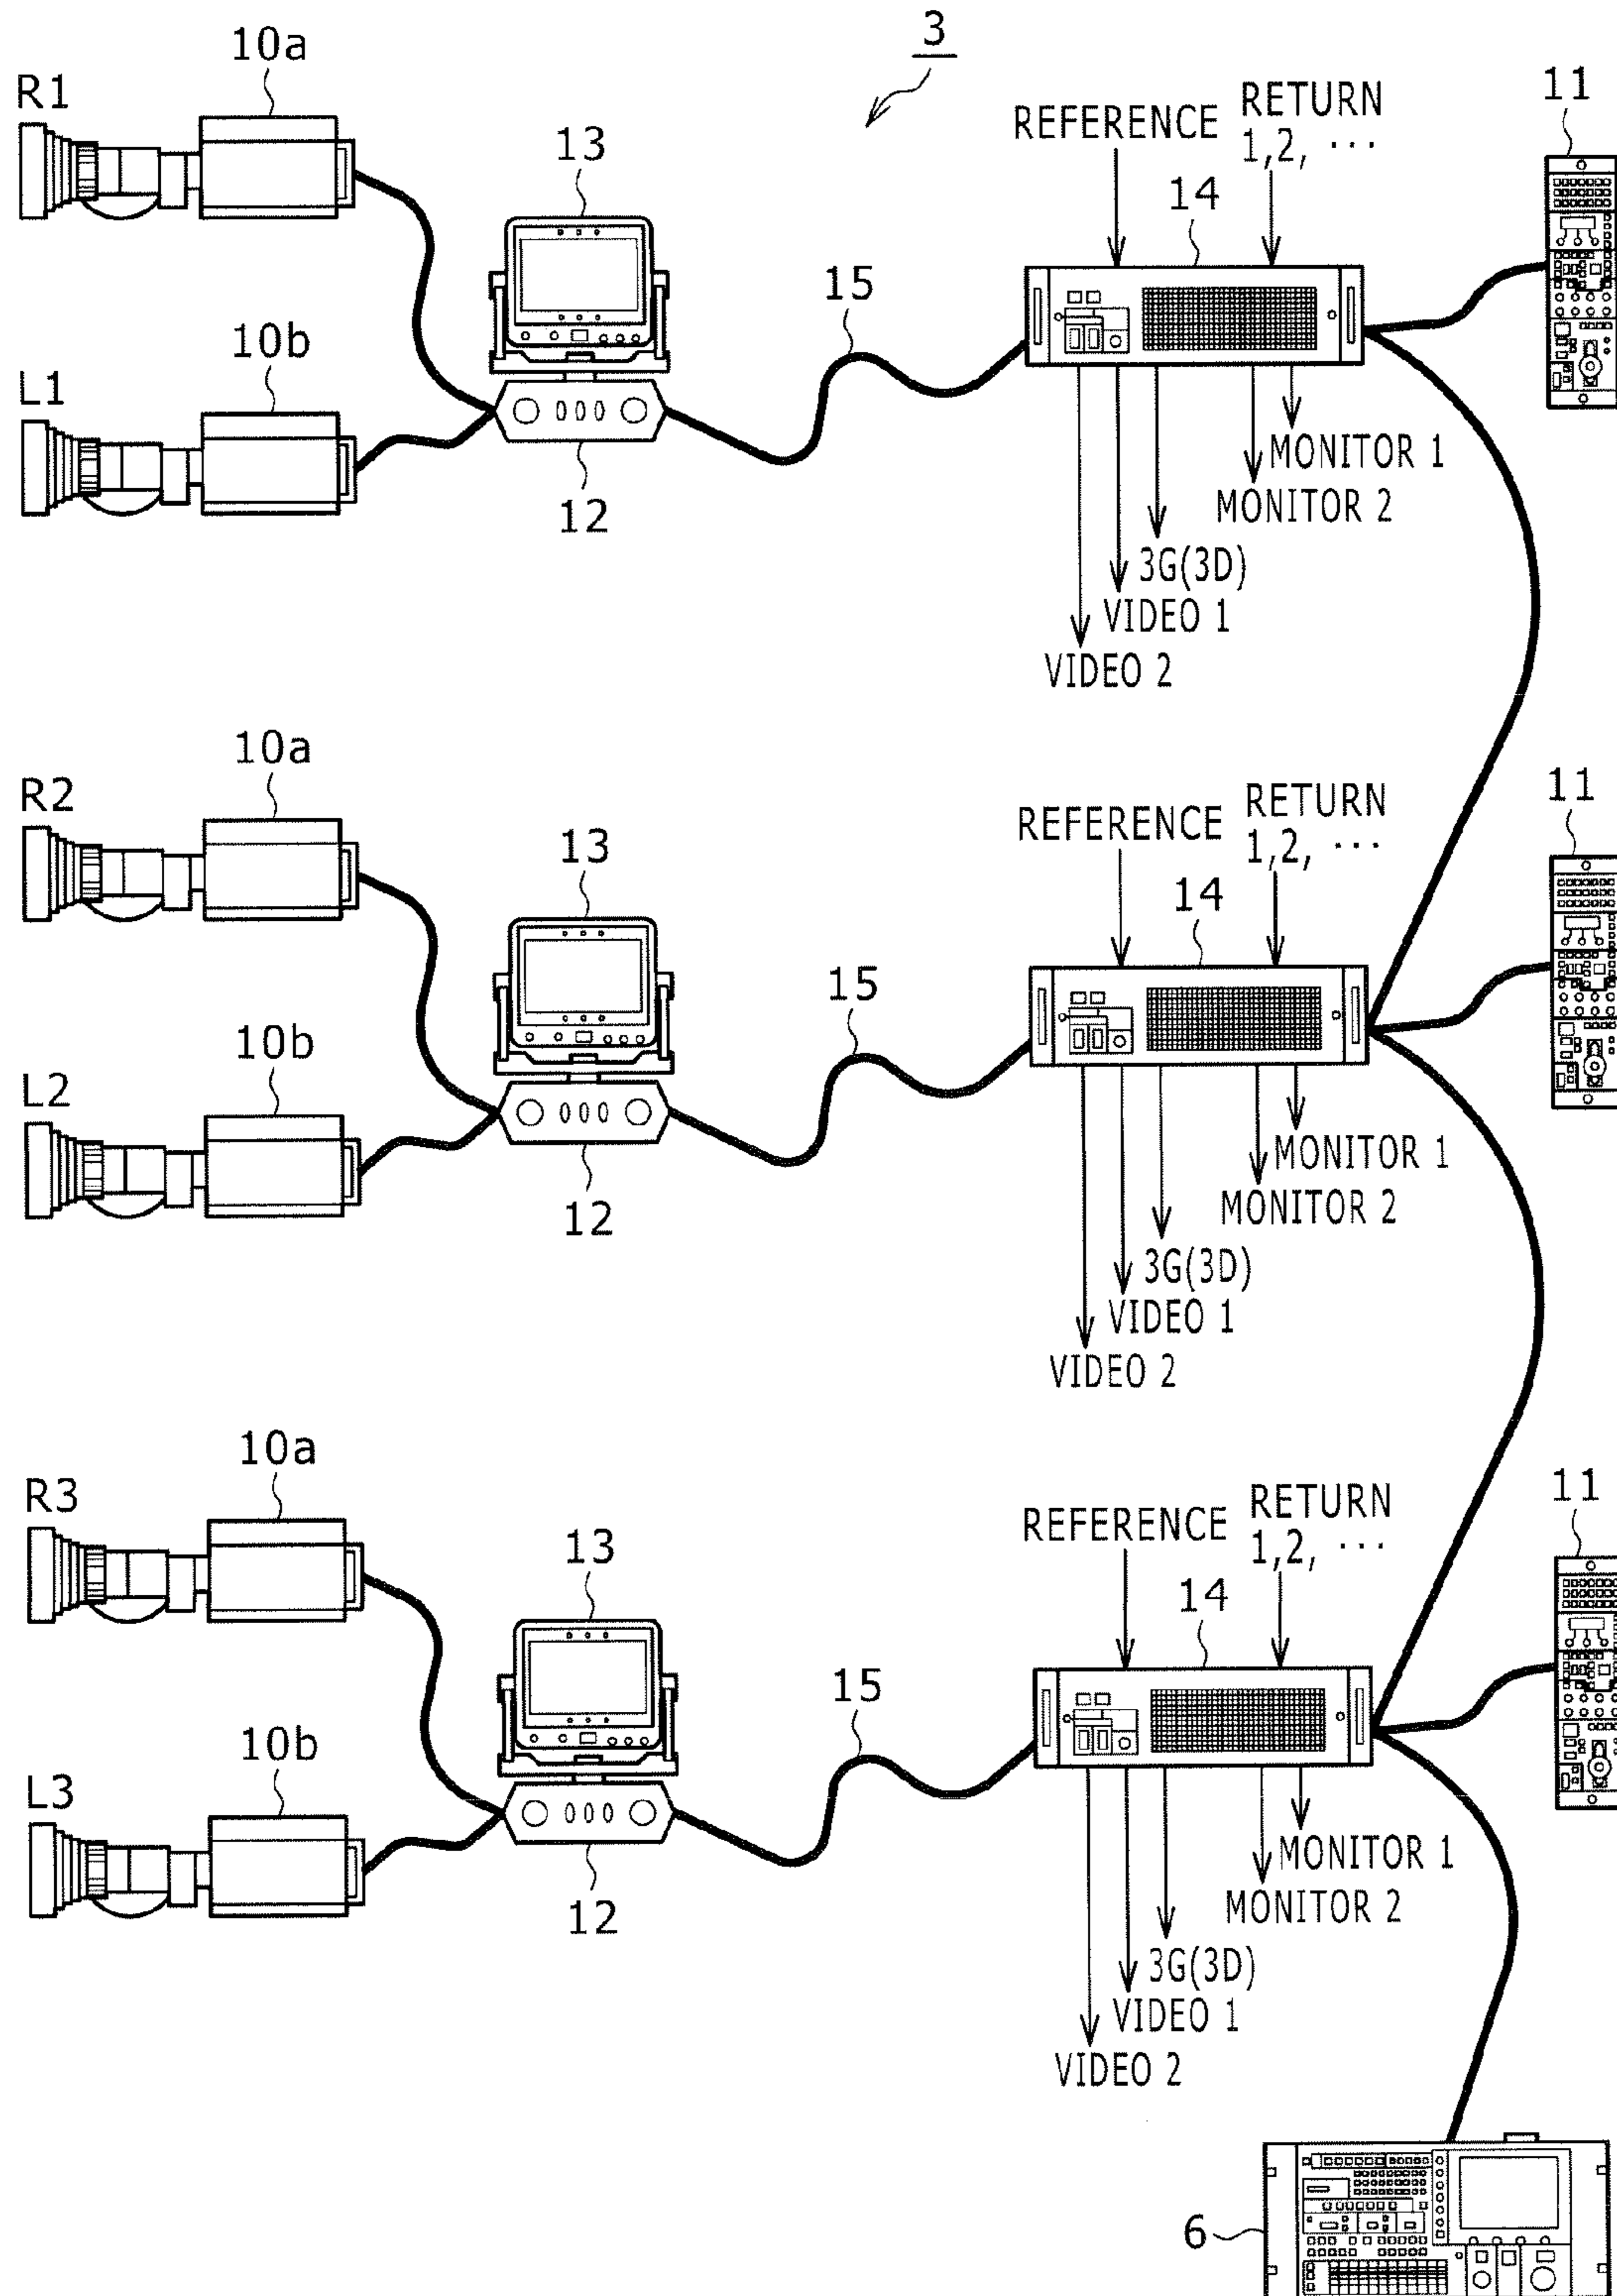 3
R1
10a
13
REFERENCE
RETURN
1,2, ···
11
14
15
L1
10b
12
MONITOR 1
MONITOR 2
3G(3D)
VIDEO 1
VIDEO 2
R2
10a
13
REFERENCE
RETURN
1,2, ···
11
14
15
L2
10b
12
MONITOR 1
MONITOR 2
3G(3D)
VIDEO 1
VIDEO 2
R3
10a
13
REFERENCE
RETURN
1,2, ···
11
14
15
L3
10b
12
MONITOR 1
MONITOR 2
3G(3D)
VIDEO 1
VIDEO 2
6